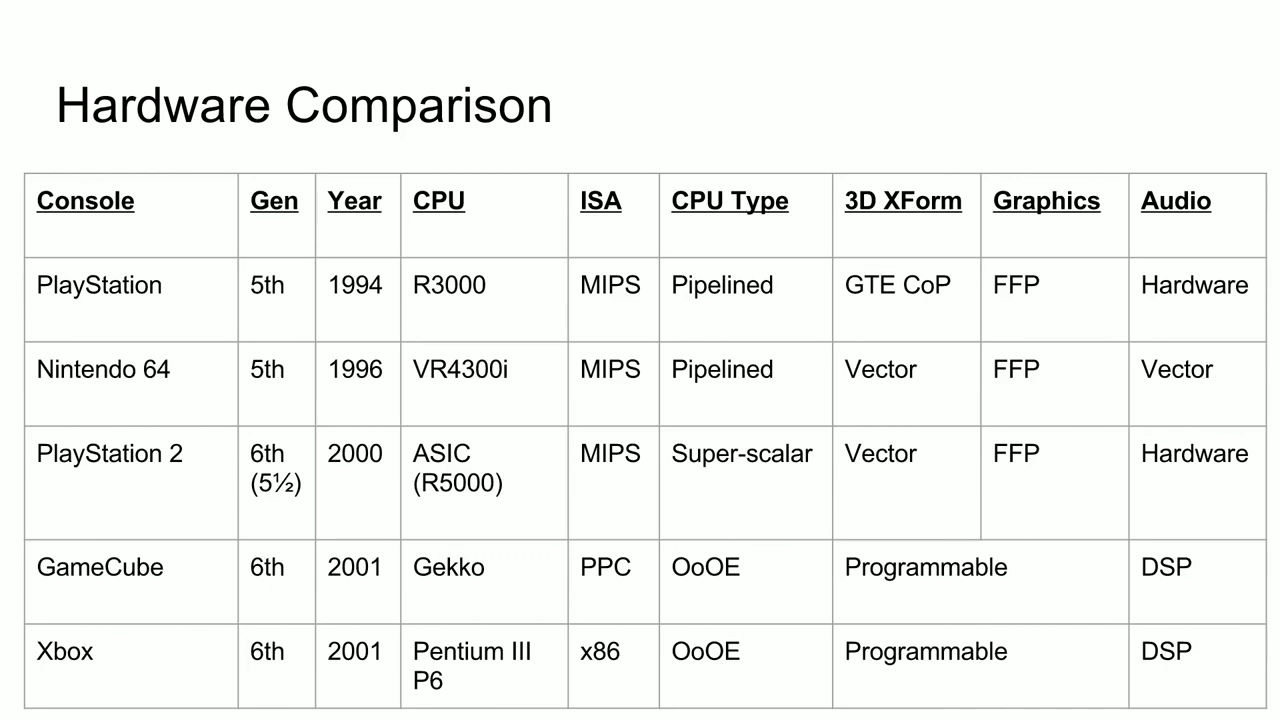 Hardware Comparison
Console Gen Year CPU ISA CPU Type 3D XForm Graphics Audio
PlayStation 5th 1994 R3000 MIPS Pipelined GTE CoP FFP Hardware
Nintendo 64 5th 1996 VR4300i MIPS Pipelined Vector FFP Vector
PlayStation 2 6th 2000 ASIC MIPS Super-scalar Vector FFP Hardware
(5½) (R5000)
GameCube 6th 2001 Gekko PPC OoOE Programmable DSP
Xbox 6th 2001 Pentium III x86 OoOE Programmable DSP
P6